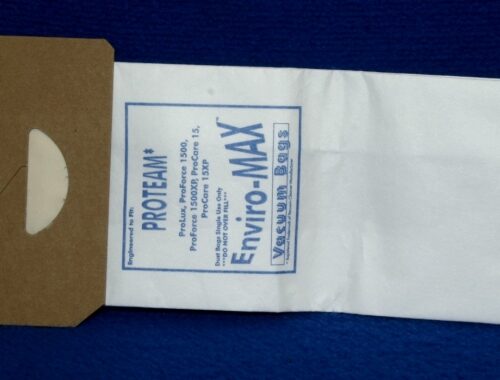 Engineered to Fit:
PROTEAM*
ProLux, ProForce 1500,
ProForce 1500XP, ProCare 15,
ProCare 15XP
Dust Bags Single Use Only
***DO NOT OVER FILL***
Enviro-MAX™
Vacuum Bags